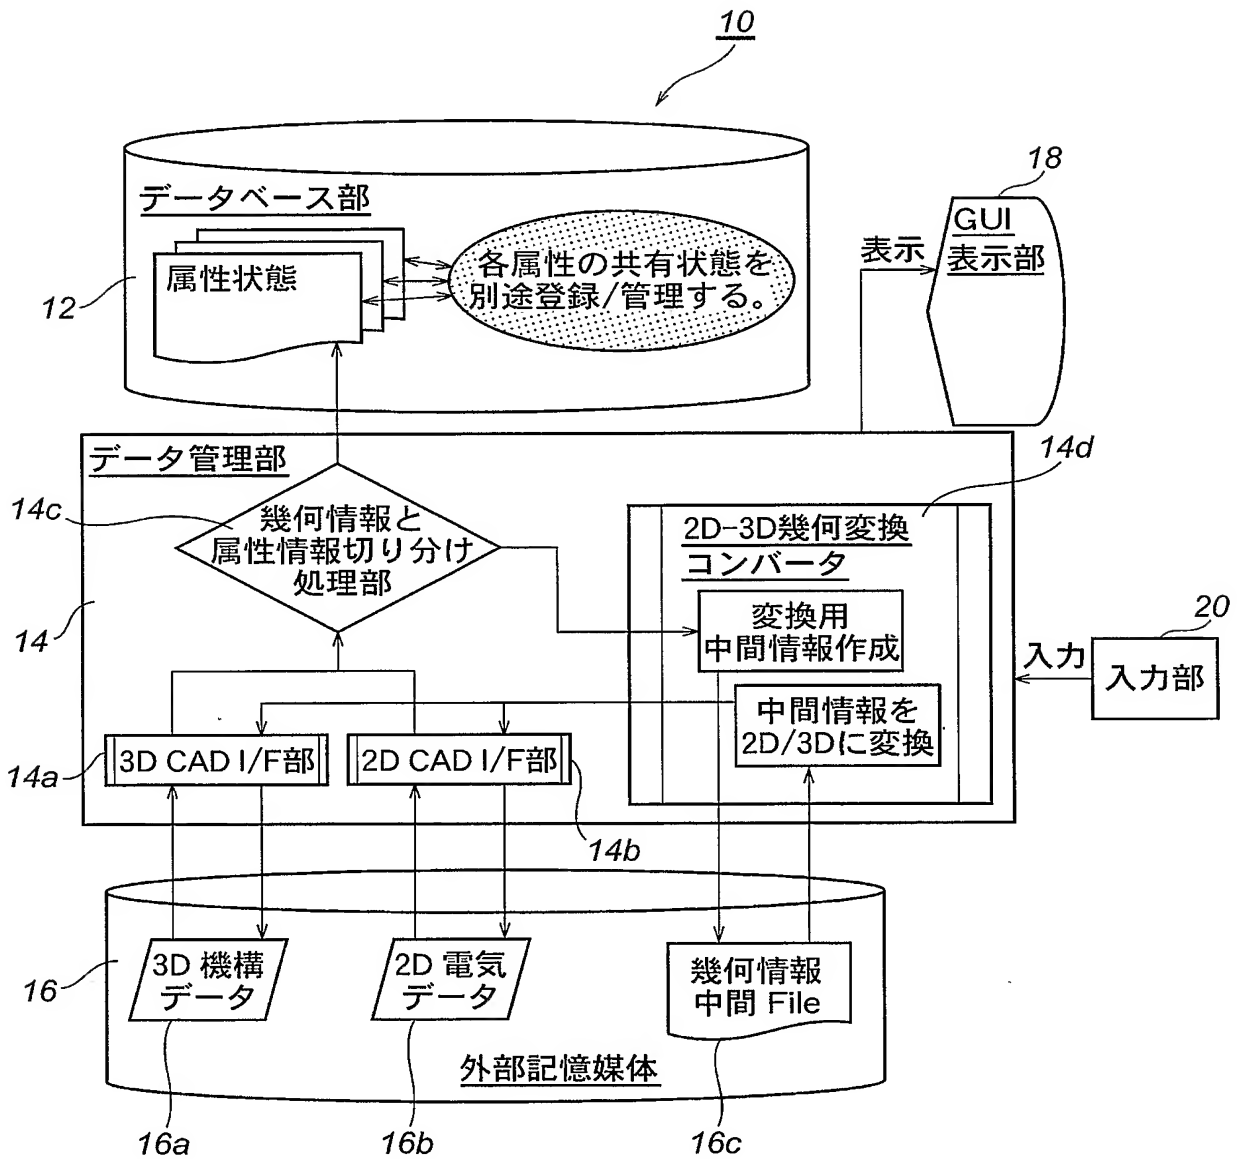 10
データベース部
属性状態
各属性の共有状態を
別途登録/管理する。
12
18
GUI
表示部
表示
データ管理部
14c
幾何情報と
属性情報切り分け
処理部
14d
2D-3D幾何変換
コンバータ
変換用
中間情報作成
中間情報を
2D/3Dに変換
14
20
入力
入力部
3D CAD I/F部
2D CAD I/F部
14a
14b
16
3D 機構
データ
2D 電気
データ
幾何情報
中間 File
外部記憶媒体
16a
16b
16c